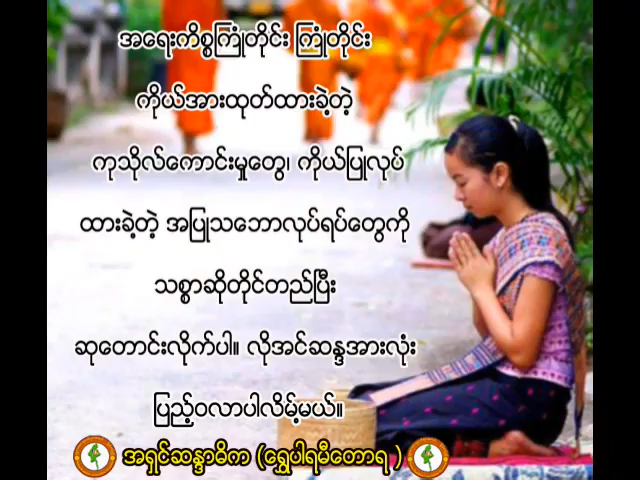 အရေးကိစ္စကြုံတိုင်း ကြုံတိုင်း
ကိုယ်အားထုတ်ထားခဲ့တဲ့
ကုသိုလ်ကောင်းမှုတွေ၊ ကိုယ်ပြုလုပ်
ထားခဲ့တဲ့ အပြုသဘောလုပ်ရပ်တွေကို
သစ္စာဆိုတိုင်တည်ပြီး
ဆုတောင်းလိုက်ပါ။ လိုအင်ဆန္ဒအားလုံး
ပြည့်ဝလာပါလိမ့်မယ်။
အရှင်ဆန္ဒာဓိက (ရွှေပါရမီတောရ )